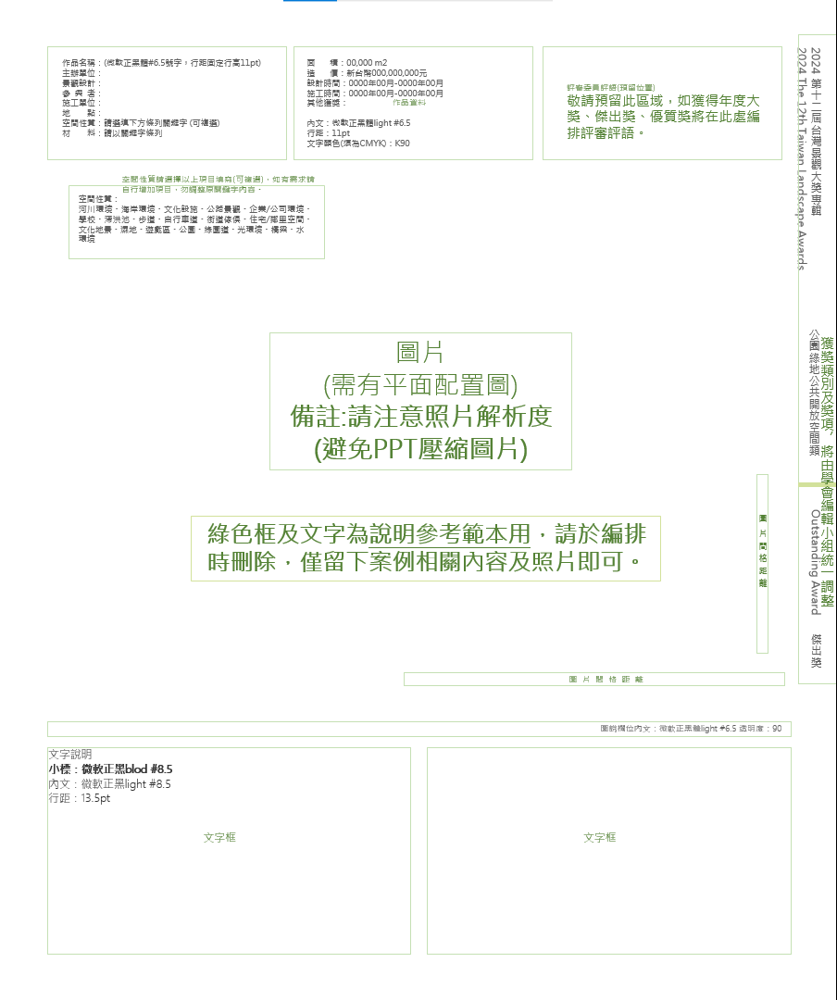 作品名稱：(微軟正黑體#6.5號字，行距固定行高11pt)
主辦單位：
景觀設計：
參 與 者：
施工單位：
地　　點：
空間性質：請選填下方條列關鍵字 (可複選)
材　　料：請以關鍵字條列
面　　積：00,000 m2
造　　價：新台幣000,000,000元
設計時間：0000年00月-0000年00月
施工時間：0000年00月-0000年00月
其他獲獎：
作品資料
內文：微軟正黑體light #6.5
行距：11pt
文字顏色(須為CMYK)：K90
評審委員評語(預留位置)
敬請預留此區域，如獲得年度大
獎、傑出獎、優質獎將在此處編
排評審評語。
2024 第十二屆台灣景觀大獎專輯
2024 The 12th Taiwan Landscape Awards
空間性質請選擇以上項目填寫(可複選)，如有需求請
自行增加項目，勿調整原關鍵字內容。
空間性質：
河川環境、海岸環境、文化設施、公路景觀、企業/公司環境、
學校、滯洪池、步道、自行車道、街道傢俱、住宅/鄰里空間、
文化地景、濕地、遊戲區、公園、綠園道、光環境、橋梁、水
環境
圖片
(需有平面配置圖)
備註:請注意照片解析度
(避免PPT壓縮圖片)
公園綠地公共開放空間類
獲獎類別及獎項，將由學會編輯小組統一調整
Outstanding Award 傑出獎
綠色框及文字為說明參考範本用，請於編排
時刪除，僅留下案例相關內容及照片即可。
圖片間格距離
圖片間格距離
圖說欄位內文：微軟正黑體light #6.5 透明度：90
文字說明
小標：微軟正黑blod #8.5
內文：微軟正黑light #8.5
行距：13.5pt
文字框
文字框